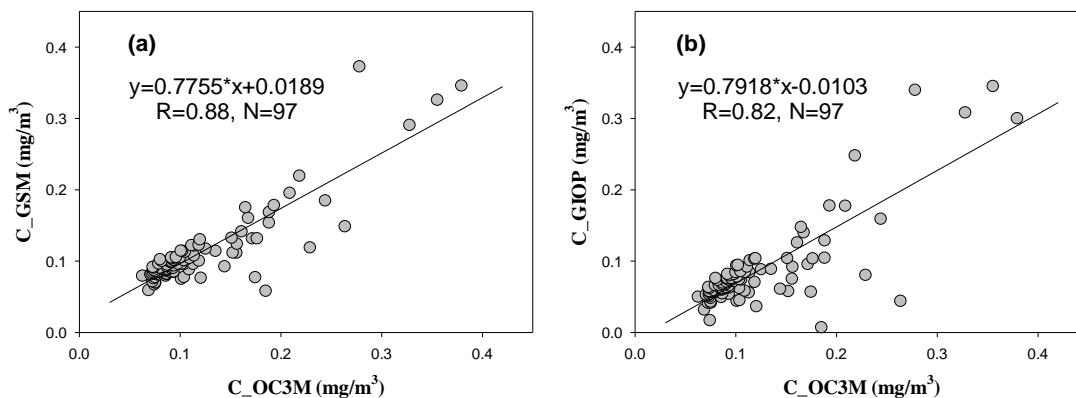 (a)
y=0.7755*x+0.0189
R=0.88, N=97
C_GSM (mg/m³)
0.4
0.3
0.2
0.1
0.0
0.0 0.1 0.2 0.3 0.4
C_OC3M (mg/m³)
(b)
y=0.7918*x-0.0103
R=0.82, N=97
C_GIOP (mg/m³)
0.4
0.3
0.2
0.1
0.0
0.0 0.1 0.2 0.3 0.4
C_OC3M (mg/m³)